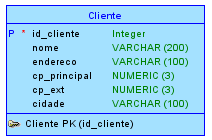 Cliente
P * id_cliente Integer
nome VARCHAR (200)
endereco VARCHAR (100)
cp_principal NUMERIC (3)
cp_ext NUMERIC (3)
cidade VARCHAR (100)
Cliente PK (id_cliente)